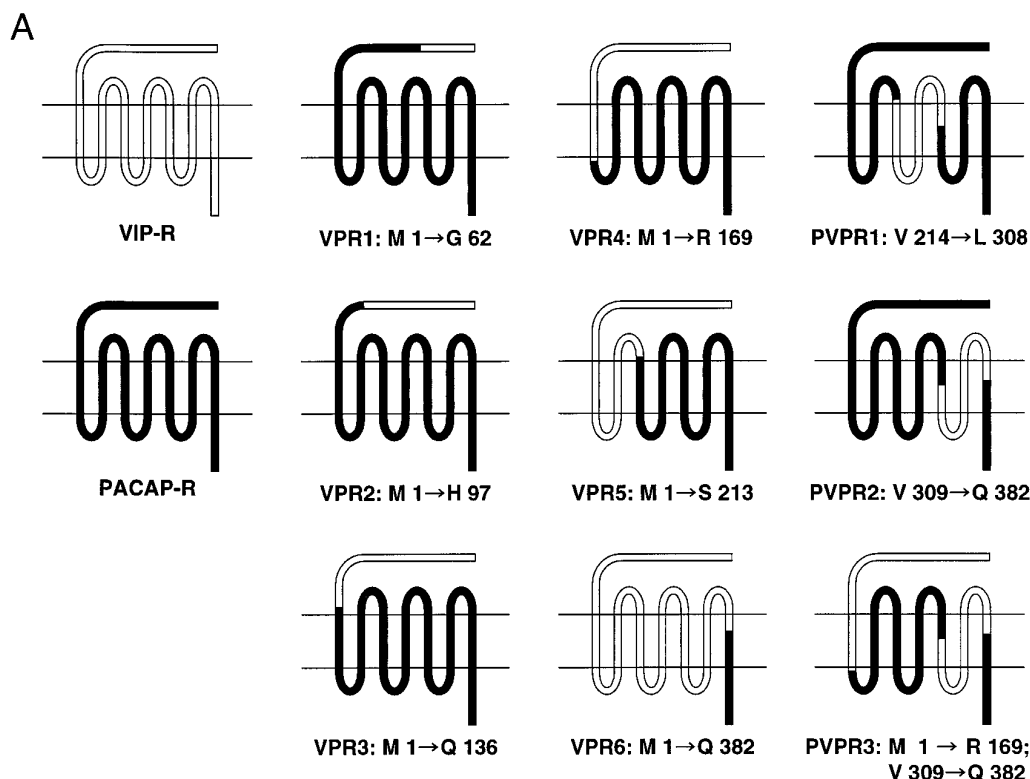 A
VIP-R
VPR1: M 1→G 62
VPR4: M 1→R 169
PVPR1: V 214→L 308
PACAP-R
VPR2: M 1→H 97
VPR5: M 1→S 213
PVPR2: V 309→Q 382
VPR3: M 1→Q 136
VPR6: M 1→Q 382
PVPR3: M 1 → R 169;
V 309→Q 382